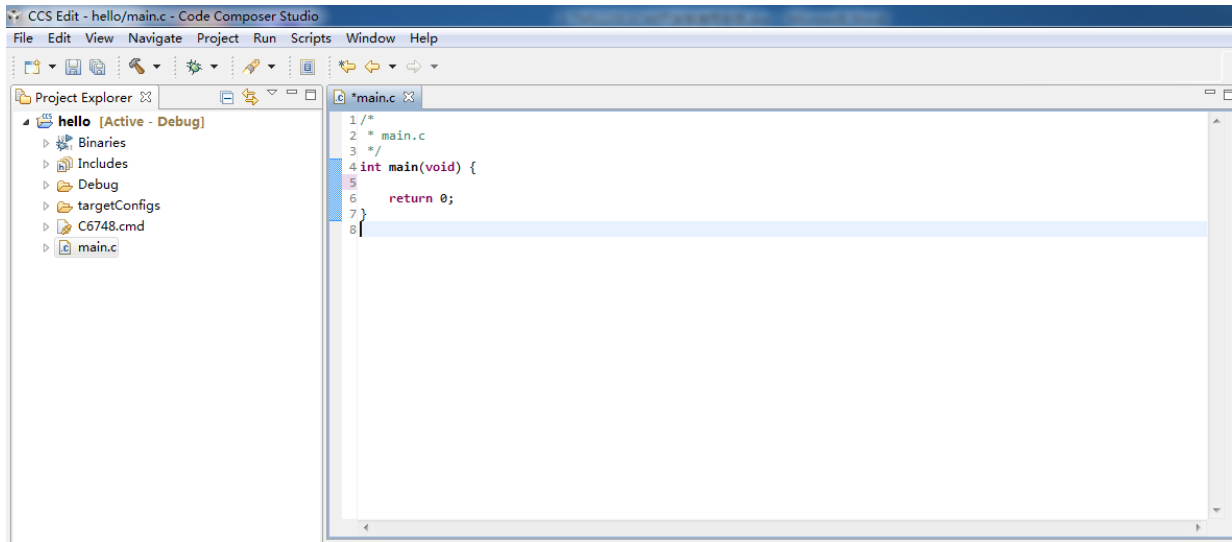 CCS Edit - hello/main.c - Code Composer Studio
File Edit View Navigate Project Run Scripts Window Help
Project Explorer
hello [Active - Debug]
Binaries
Includes
Debug
targetConfigs
C6748.cmd
main.c
*main.c
1 /*
2 * main.c
3 */
4 int main(void) {
5
6 return 0;
7 }
8